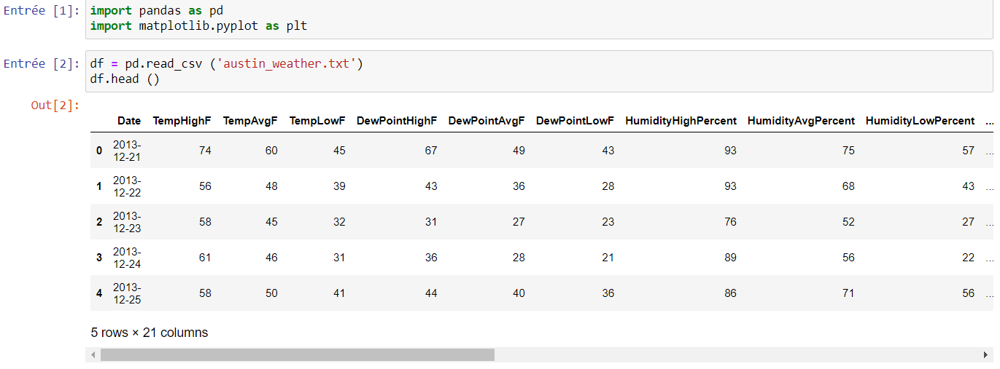 Entrée [1]: import pandas as pd
import matplotlib.pyplot as plt
Entrée [2]: df = pd.read_csv ('austin_weather.txt')
df.head ()
Out[2]:
Date TempHighF TempAvgF TempLowF DewPointHighF DewPointAvgF DewPointLowF HumidityHighPercent HumidityAvgPercent HumidityLowPercent ...
0 2013-12-21 74 60 45 67 49 43 93 75 57 ...
1 2013-12-22 56 48 39 43 36 28 93 68 43 ...
2 2013-12-23 58 45 32 31 27 23 76 52 27 ...
3 2013-12-24 61 46 31 36 28 21 89 56 22 ...
4 2013-12-25 58 50 41 44 40 36 86 71 56 ...
5 rows × 21 columns